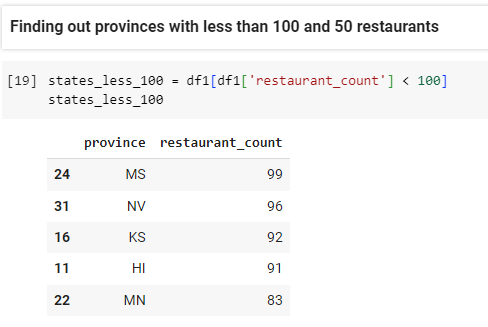 Finding out provinces with less than 100 and 50 restaurants
[19] states_less_100 = df1[df1['restaurant_count'] < 100]
states_less_100
province restaurant_count
24 MS 99
31 NV 96
16 KS 92
11 HI 91
22 MN 83